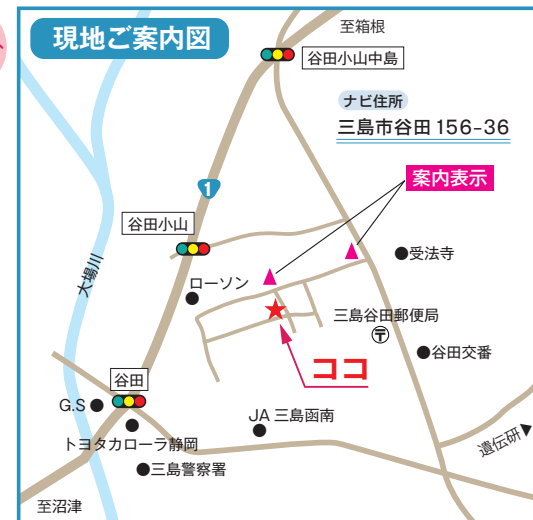 現地ご案内図
至箱根
谷田小山中島
ナビ住所
三島市谷田156-36
案内表示
1
谷田小山
大場川
ローソン
受法寺
三島谷田郵便局
〒
谷田交番
ココ
谷田
G.S
トヨタカローラ静岡
JA 三島函南
三島警察署
遺伝研▼
至沼津